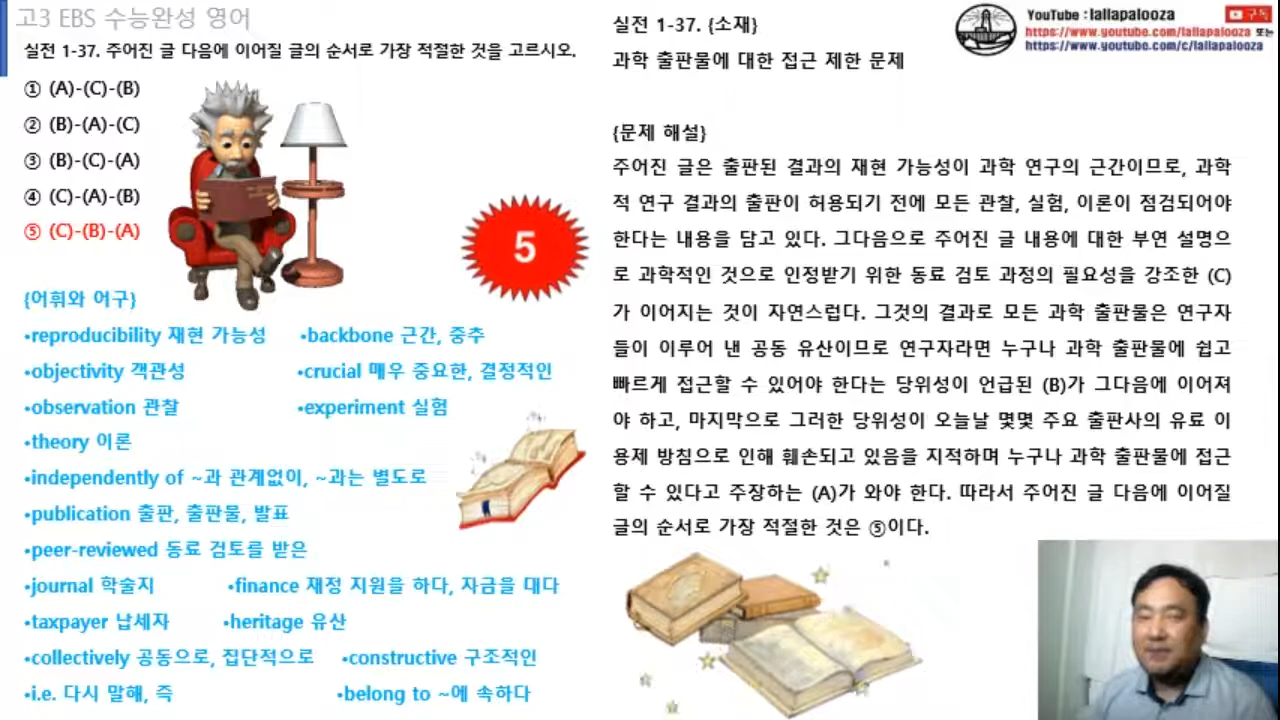 고3 EBS 수능완성 영어
실전 1-37. 주어진 글 다음에 이어질 글의 순서로 가장 적절한 것을 고르시오.
① (A)-(C)-(B)
② (B)-(A)-(C)
③ (B)-(C)-(A)
④ (C)-(A)-(B)
⑤ (C)-(B)-(A)
5
{어휘와 어구}
•reproducibility 재현 가능성 •backbone 근간, 중추
•objectivity 객관성 •crucial 매우 중요한, 결정적인
•observation 관찰 •experiment 실험
•theory 이론
•independently of ~과 관계없이, ~과는 별도로
•publication 출판, 출판물, 발표
•peer-reviewed 동료 검토를 받은
•journal 학술지 •finance 재정 지원을 하다, 자금을 대다
•taxpayer 납세자 •heritage 유산
•collectively 공동으로, 집단적으로 •constructive 구조적인
•i.e. 다시 말해, 즉 •belong to ~에 속하다
실전 1-37. {소재}
과학 출판물에 대한 접근 제한 문제
{문제 해설}
주어진 글은 출판된 결과의 재현 가능성이 과학 연구의 근간이므로, 과학
적 연구 결과의 출판이 허용되기 전에 모든 관찰, 실험, 이론이 점검되어야
한다는 내용을 담고 있다. 그다음으로 주어진 글 내용에 대한 부연 설명으
로 과학적인 것으로 인정받기 위한 동료 검토 과정의 필요성을 강조한 (C)
가 이어지는 것이 자연스럽다. 그것의 결과로 모든 과학 출판물은 연구자
들이 이루어 낸 공동 유산이므로 연구자라면 누구나 과학 출판물에 쉽고
빠르게 접근할 수 있어야 한다는 당위성이 언급된 (B)가 그다음에 이어져
야 하고, 마지막으로 그러한 당위성이 오늘날 몇몇 주요 출판사의 유료 이
용제 방침으로 인해 훼손되고 있음을 지적하며 누구나 과학 출판물에 접근
할 수 있다고 주장하는 (A)가 와야 한다. 따라서 주어진 글 다음에 이어질
글의 순서로 가장 적절한 것은 ⑤이다.
YouTube : lallapalooza
구독
https://www.youtube.com/lallapalooza 또는
https://www.youtube.com/c/lallapalooza